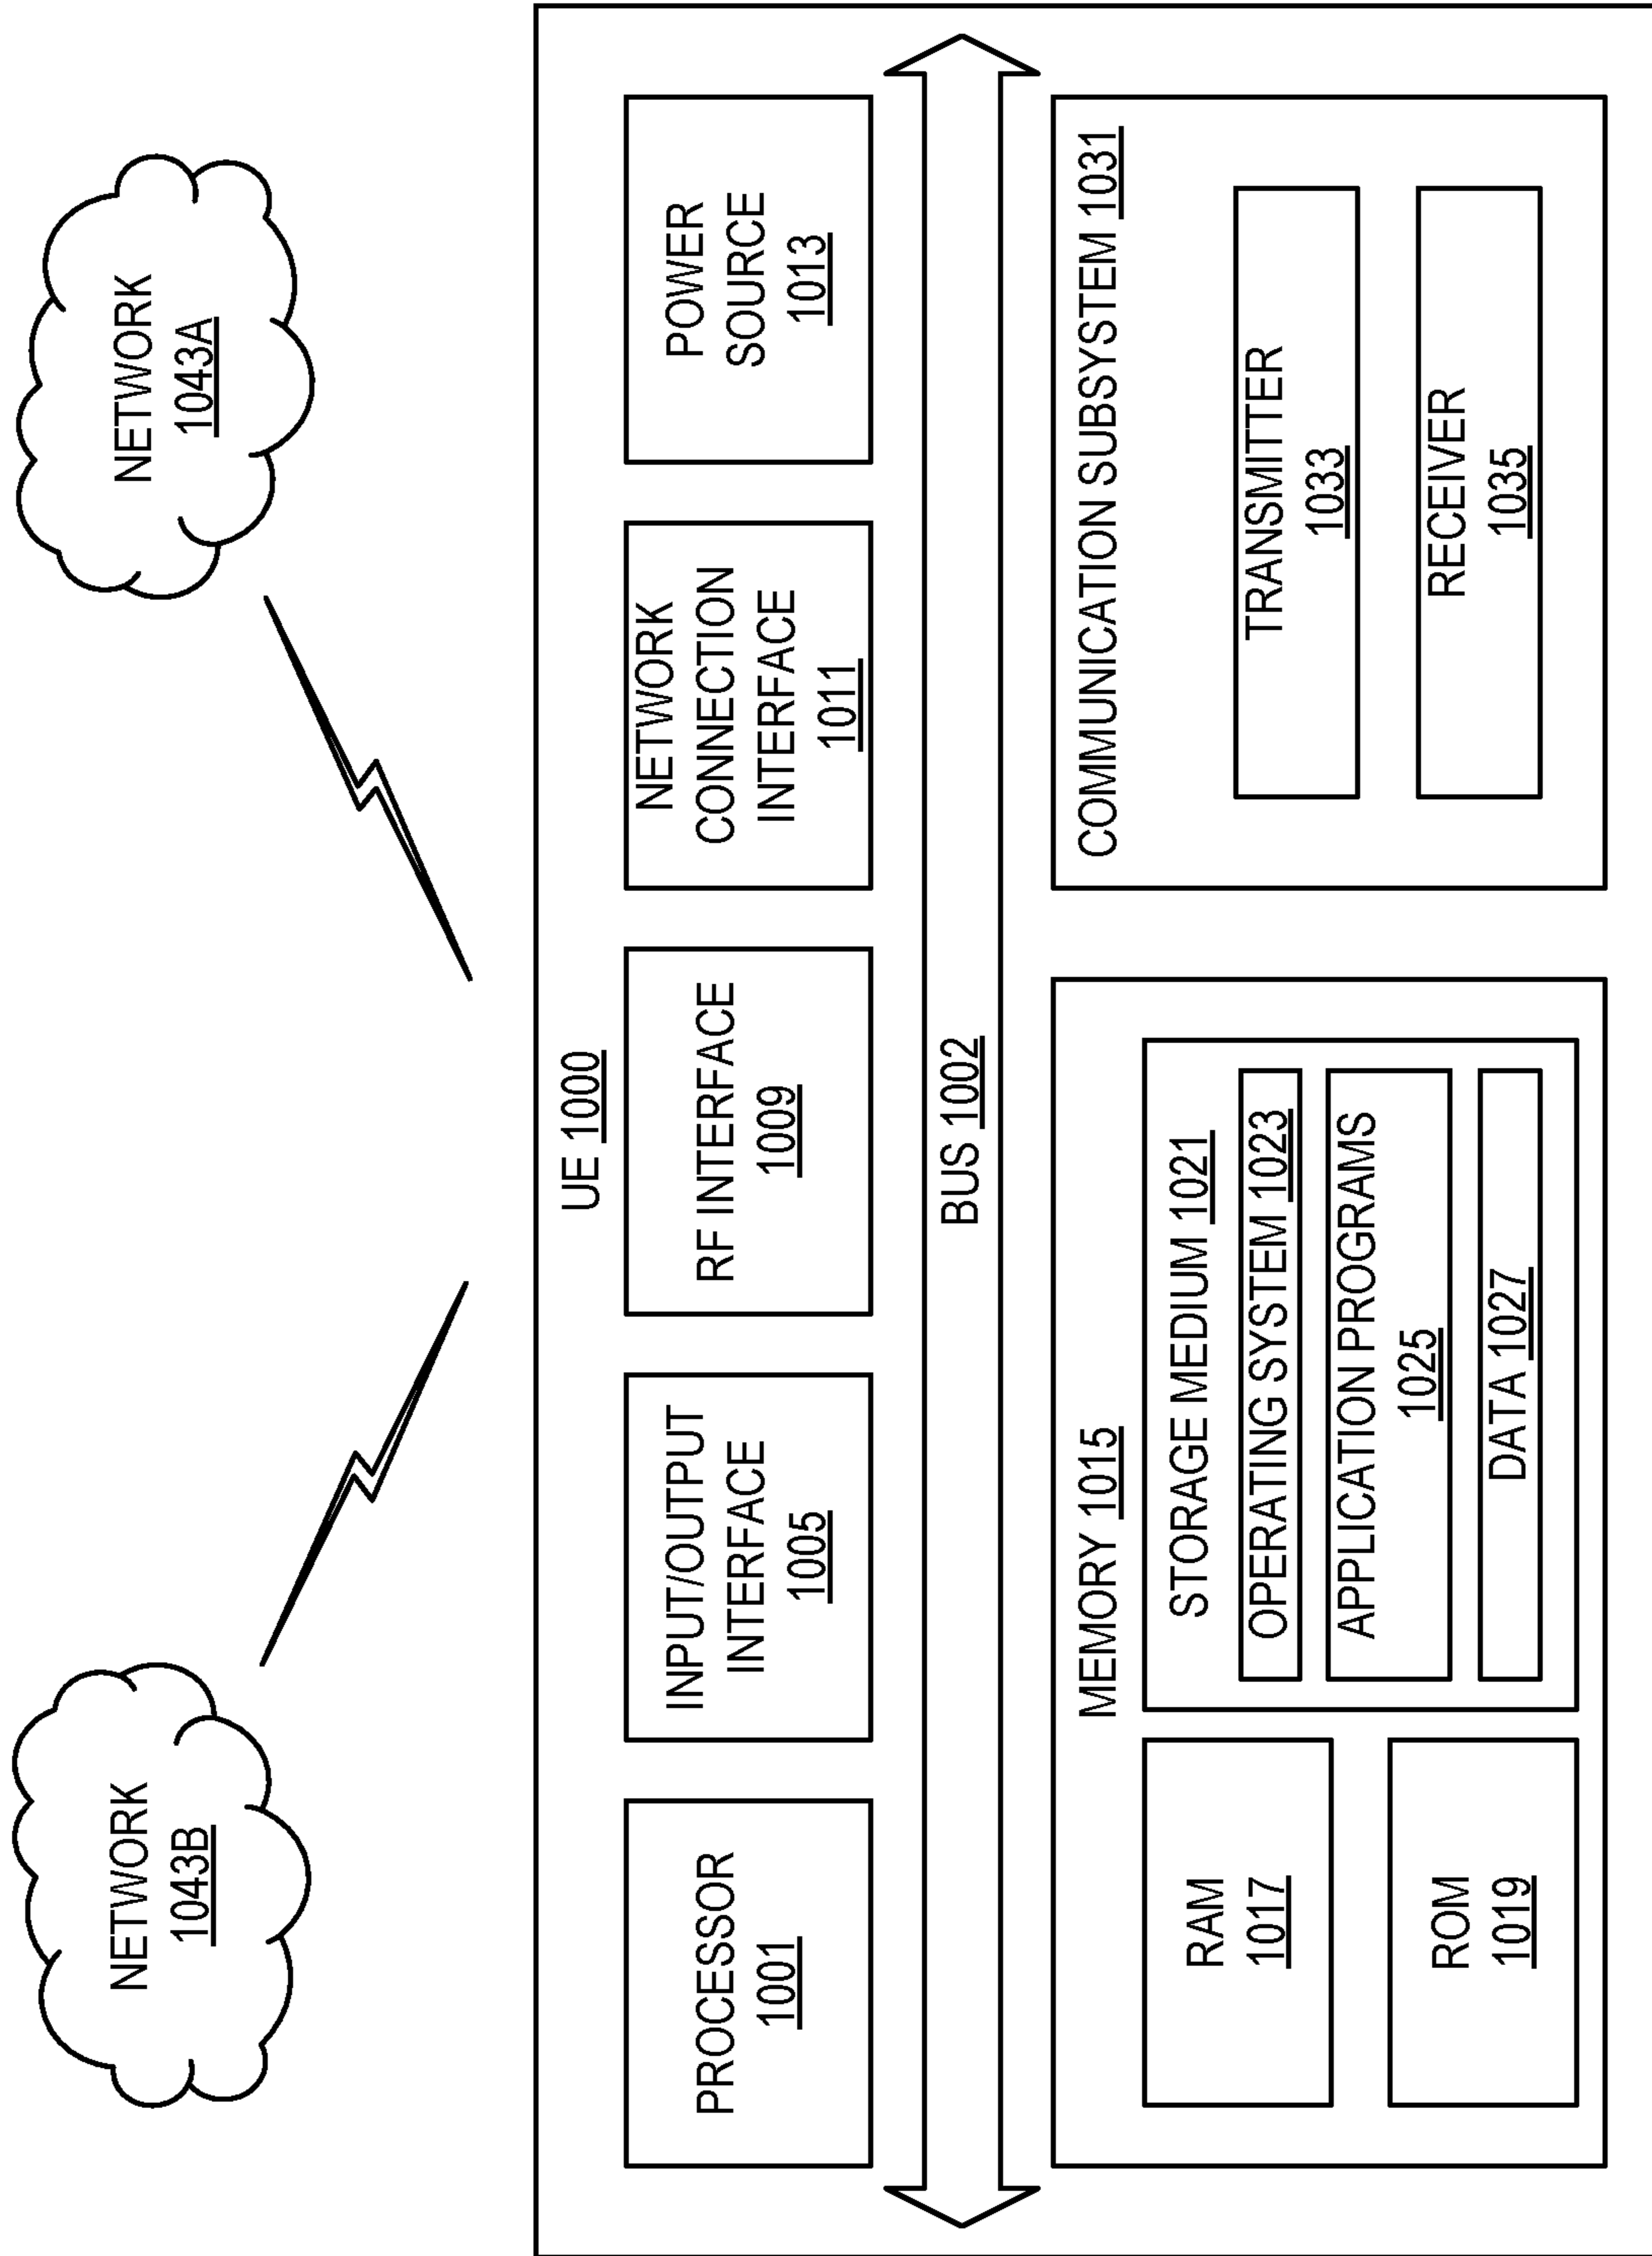 NETWORK
1043B
NETWORK
1043A
UE 1000
PROCESSOR
1001
INPUT/OUTPUT
INTERFACE
1005
RF INTERFACE
1009
NETWORK
CONNECTION
INTERFACE
1011
POWER
SOURCE
1013
BUS 1002
MEMORY 1015
RAM
1017
ROM
1019
STORAGE MEDIUM 1021
OPERATING SYSTEM 1023
APPLICATION PROGRAMS
1025
DATA 1027
COMMUNICATION SUBSYSTEM 1031
TRANSMITTER
1033
RECEIVER
1035